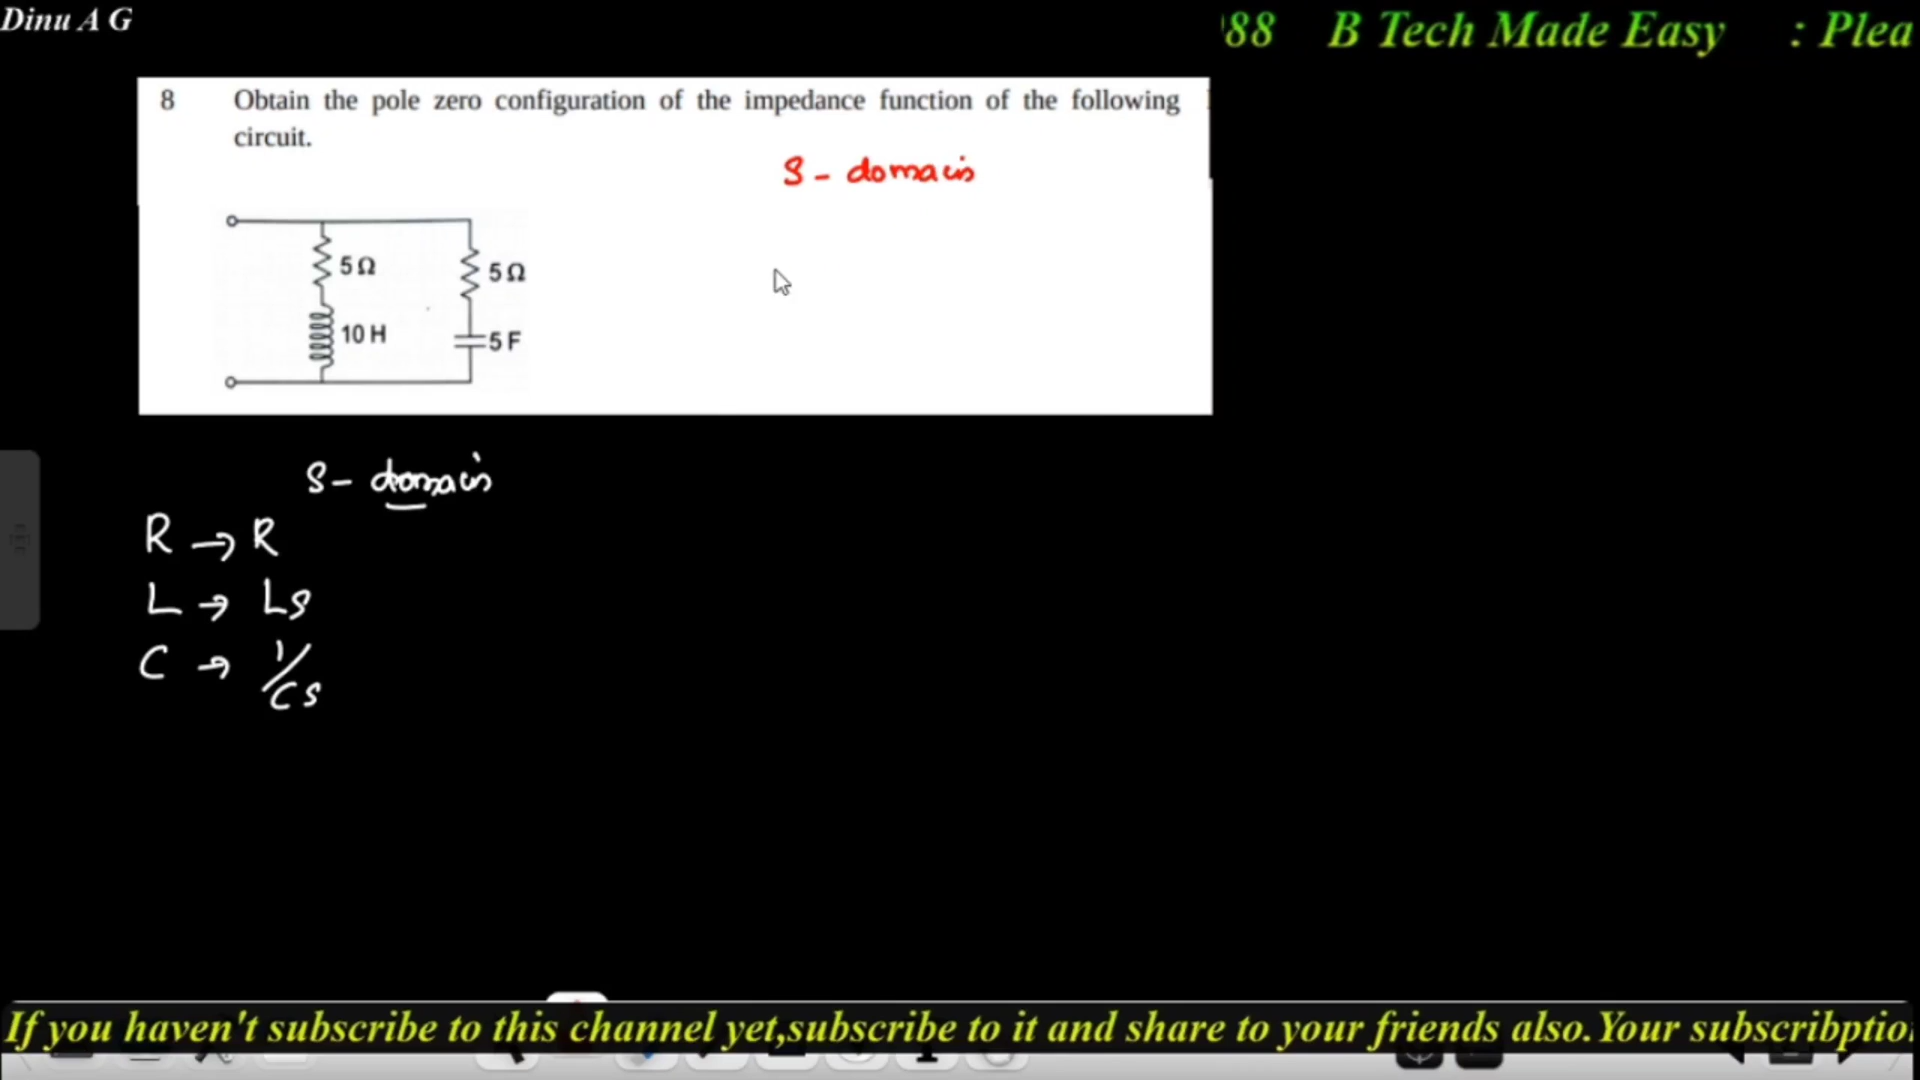 Dinu A G
88 B Tech Made Easy : Plea
8 Obtain the pole zero configuration of the impedance function of the following
circuit.
S - domain
5 Ω
5 Ω
10 H
5 F
S - domain
R → R
L → LS
C → 1/CS
If you haven't subscribe to this channel yet,subscribe to it and share to your friends also.Your subscribptio